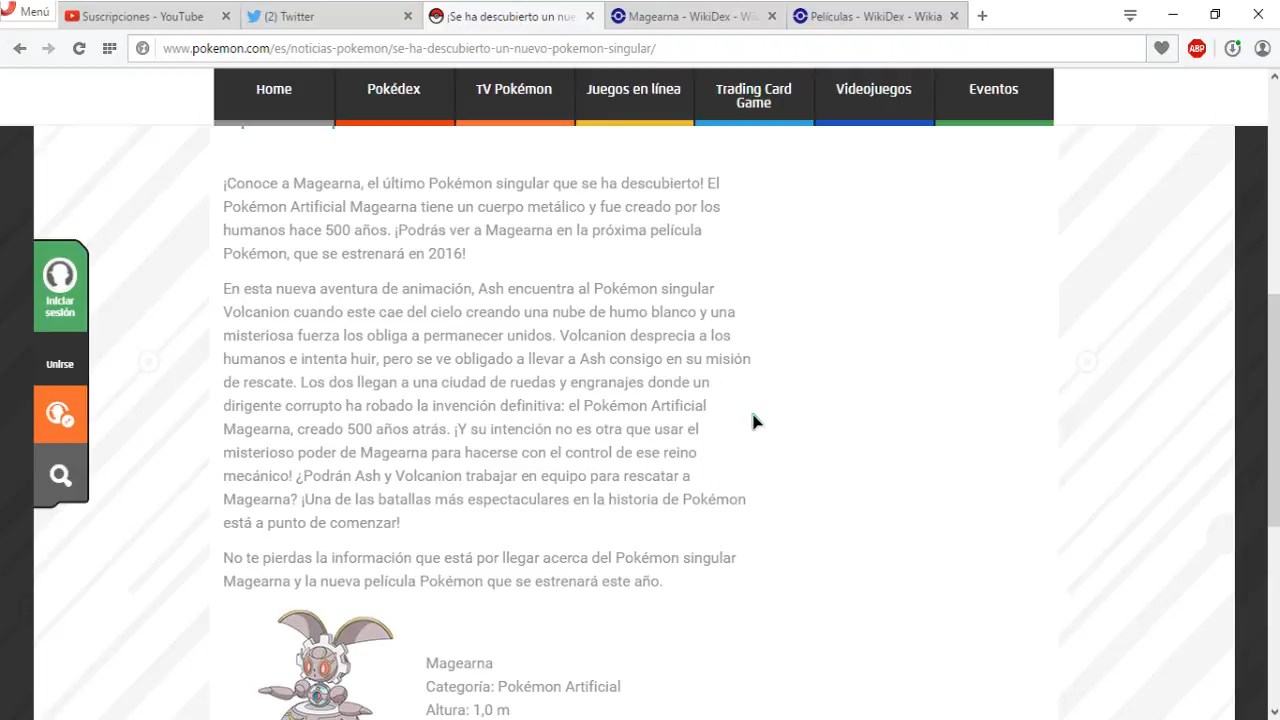 Menú
Suscripciones - YouTube
(2) Twitter
¡Se ha descubierto un nue
Magearna - WikiDex - Wi
Películas - WikiDex - Wikia
www.pokemon.com/es/noticias-pokemon/se-ha-descubierto-un-nuevo-pokemon-singular/
ABP
Home
Pokédex
TV Pokémon
Juegos en línea
Trading Card
Game
Videojuegos
Eventos
¡Conoce a Magearna, el último Pokémon singular que se ha descubierto! El
Pokémon Artificial Magearna tiene un cuerpo metálico y fue creado por los
humanos hace 500 años. ¡Podrás ver a Magearna en la próxima película
Pokémon, que se estrenará en 2016!
En esta nueva aventura de animación, Ash encuentra al Pokémon singular
Volcanion cuando este cae del cielo creando una nube de humo blanco y una
misteriosa fuerza los obliga a permanecer unidos. Volcanion desprecia a los
humanos e intenta huir, pero se ve obligado a llevar a Ash consigo en su misión
de rescate. Los dos llegan a una ciudad de ruedas y engranajes donde un
dirigente corrupto ha robado la invención definitiva: el Pokémon Artificial
Magearna, creado 500 años atrás. ¡Y su intención no es otra que usar el
misterioso poder de Magearna para hacerse con el control de ese reino
mecánico! ¿Podrán Ash y Volcanion trabajar en equipo para rescatar a
Magearna? ¡Una de las batallas más espectaculares en la historia de Pokémon
está a punto de comenzar!
No te pierdas la información que está por llegar acerca del Pokémon singular
Magearna y la nueva película Pokémon que se estrenará este año.
Iniciar
sesión
Unirse
Magearna
Categoría: Pokémon Artificial
Altura: 1,0 m